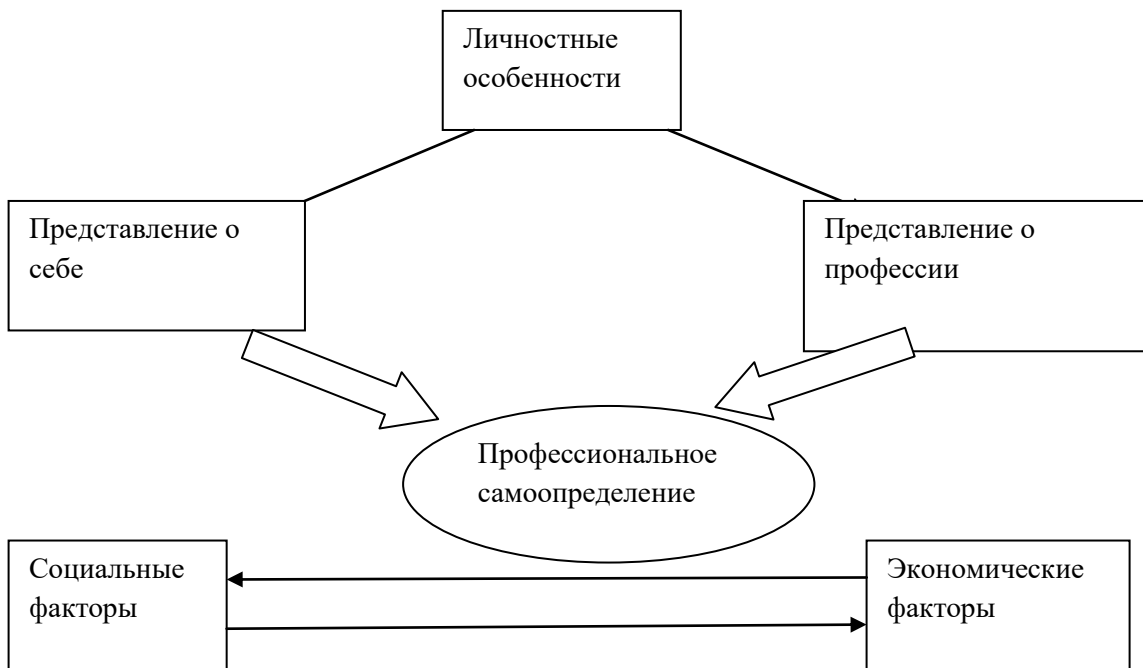 Личностные
особенности
Представление о
себе
Представление о
профессии
Профессиональное
самоопределение
Социальные
факторы
Экономические
факторы